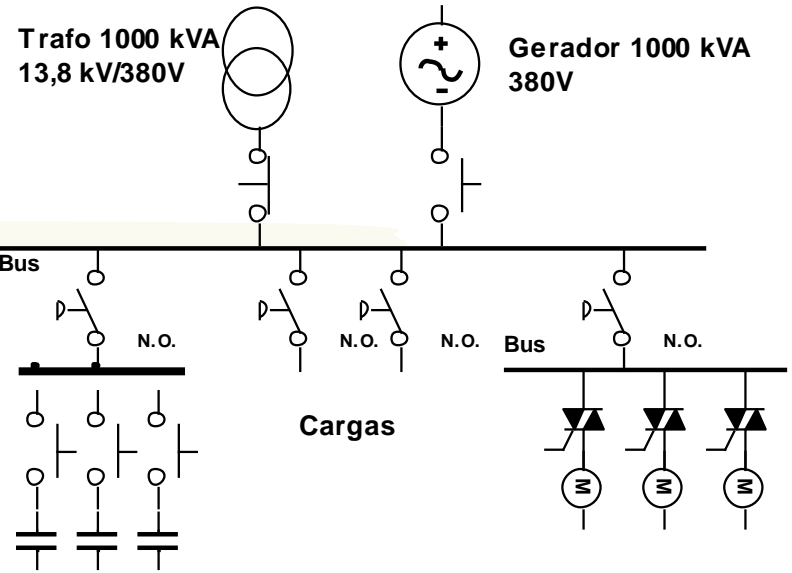 Trafo 1000 kVA
13,8 kV/380V
Gerador 1000 kVA
380V
Bus
N.O.
N.O.
N.O.
Bus
N.O.
Cargas
M
M
M